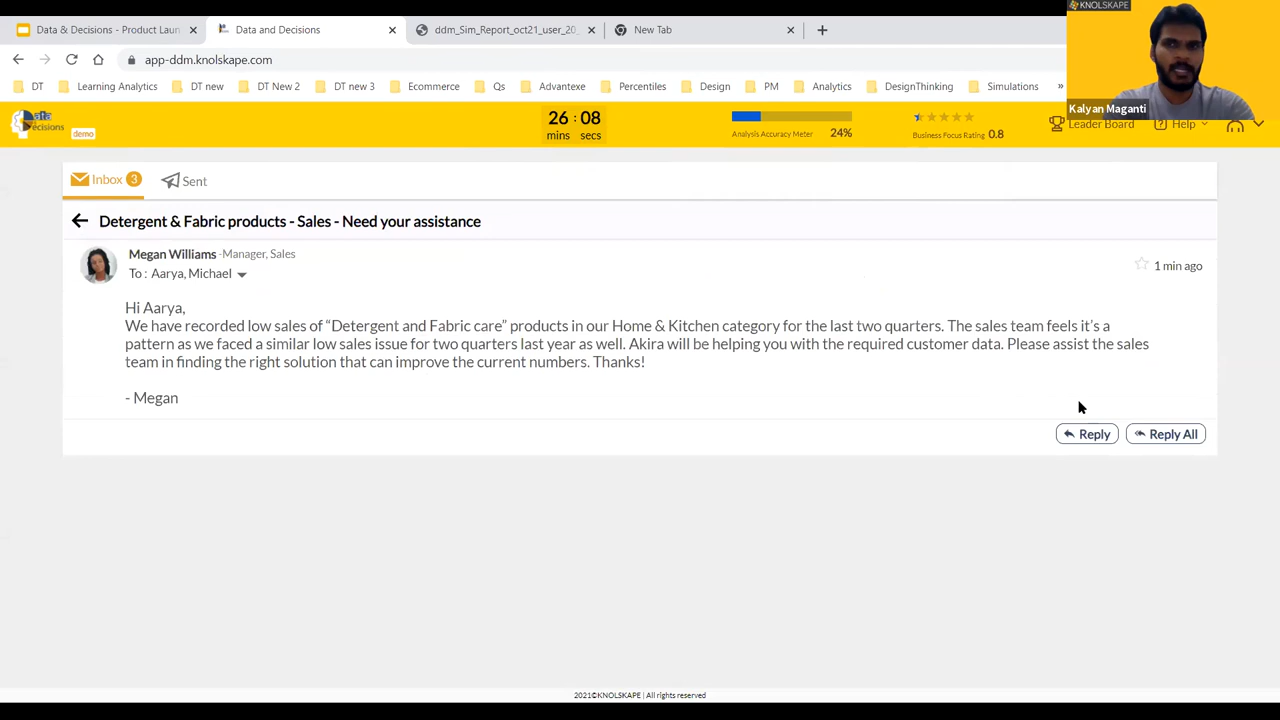 KNOLSKAPE
Data & Decisions - Product Laun
Data and Decisions
ddm_Sim_Report_oct21_user_20_
New Tab
app-ddm.knolskape.com
DT
Learning Analytics
DT new
DT New 2
DT new 3
Ecommerce
Qs
Advantexe
Percentiles
Design
PM
Analytics
DesignThinking
Simulations
»
Kalyan Maganti
Data
Decisions
demo
26 : 08
mins secs
Analysis Accuracy Meter 24%
Business Focus Rating 0.8
Leader Board
Help
Inbox 3
Sent
Detergent & Fabric products - Sales - Need your assistance
Megan Williams -Manager, Sales
To : Aarya, Michael
1 min ago
Hi Aarya,
We have recorded low sales of “Detergent and Fabric care” products in our Home & Kitchen category for the last two quarters. The sales team feels it’s a
pattern as we faced a similar low sales issue for two quarters last year as well. Akira will be helping you with the required customer data. Please assist the sales
team in finding the right solution that can improve the current numbers. Thanks!
- Megan
Reply
Reply All
2021©KNOLSKAPE | All rights reserved